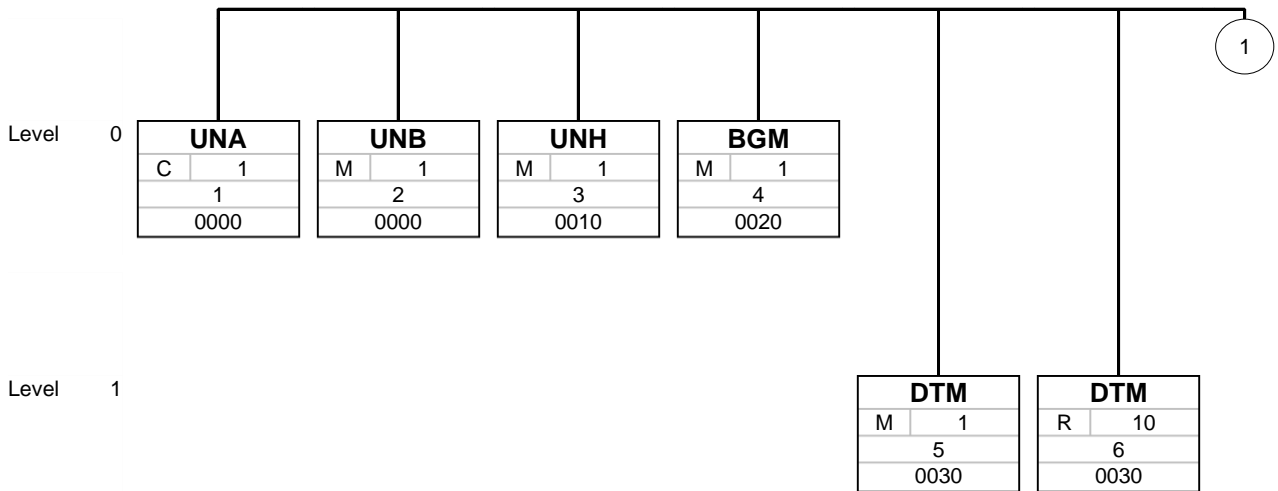 1
Level 0
UNA UNB UNH BGM
C 1 M 1 M 1 M 1
1 2 3 4
0000 0000 0010 0020
Level 1
DTM DTM
M 1 R 10
5 6
0030 0030